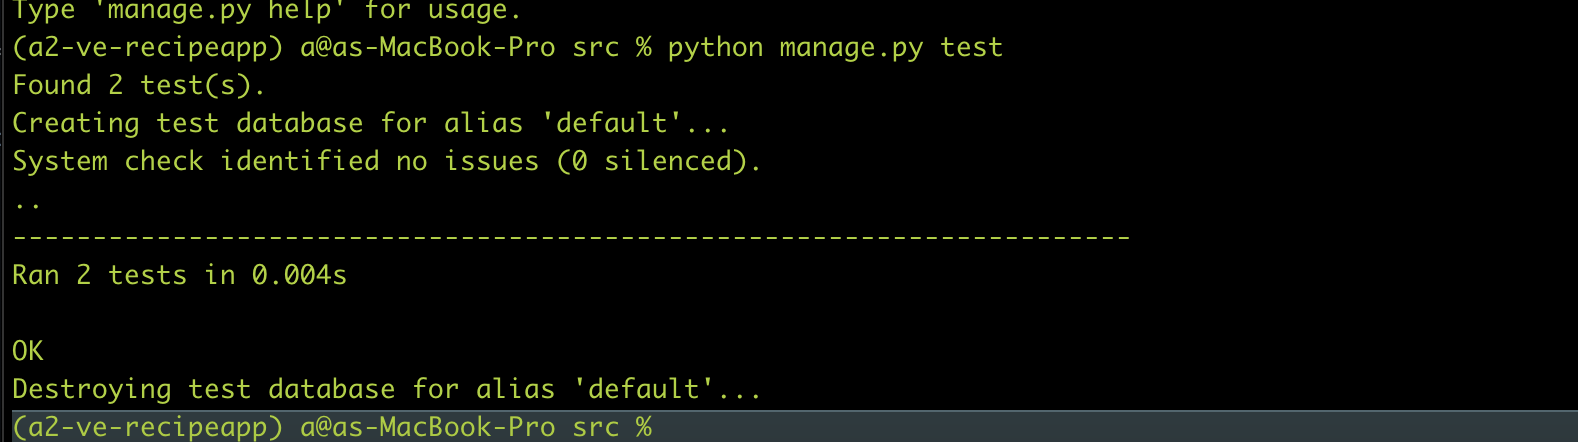 Type 'manage.py help' for usage.
(a2-ve-recipeapp) a@as-MacBook-Pro src % python manage.py test
Found 2 test(s).
Creating test database for alias 'default'...
System check identified no issues (0 silenced).
..
----------------------------------------------------------------------
Ran 2 tests in 0.004s
OK
Destroying test database for alias 'default'...
(a2-ve-recipeapp) a@as-MacBook-Pro src %